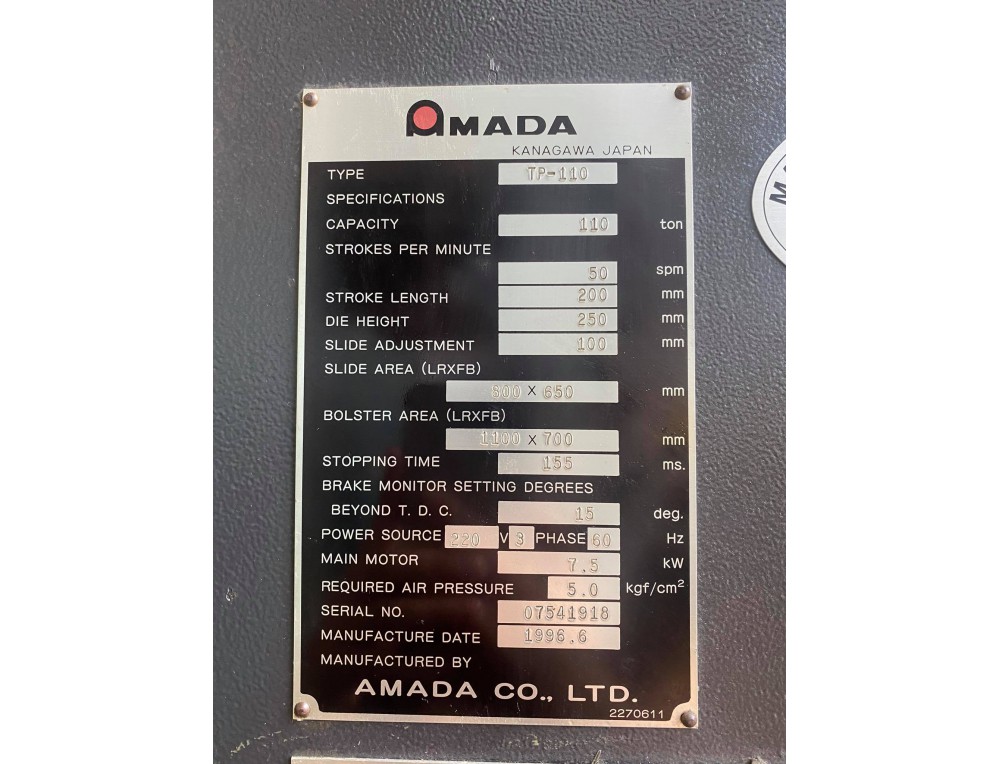 AMADA
KANAGAWA JAPAN
TYPE TP-110
SPECIFICATIONS
CAPACITY 110 ton
STROKES PER MINUTE
50 spm
STROKE LENGTH 200 mm
DIE HEIGHT 250 mm
SLIDE ADJUSTMENT 100 mm
SLIDE AREA (LRXFB)
X 650 mm
BOLSTER AREA (LRXFB)
1100 X 700 mm
STOPPING TIME 155 ms.
BRAKE MONITOR SETTING DEGREES
BEYOND T. D. C. 15 deg.
POWER SOURCE 220 V 3 PHASE 60 Hz
MAIN MOTOR 7.5 kW
REQUIRED AIR PRESSURE 5.0 kgf/cm²
SERIAL NO. 07541918
MANUFACTURE DATE 1996.6
MANUFACTURED BY
AMADA CO., LTD.
2270611